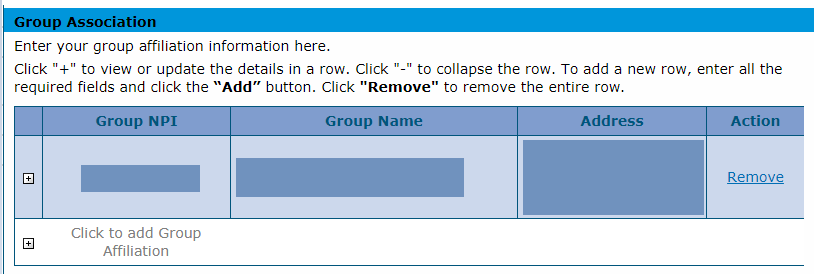 Group Association
Enter your group affiliation information here.
Click "+" to view or update the details in a row. Click "-" to collapse the row. To add a new row, enter all the
required fields and click the “Add” button. Click "Remove" to remove the entire row.
Group NPI Group Name Address Action
+ Remove
+ Click to add Group
Affiliation